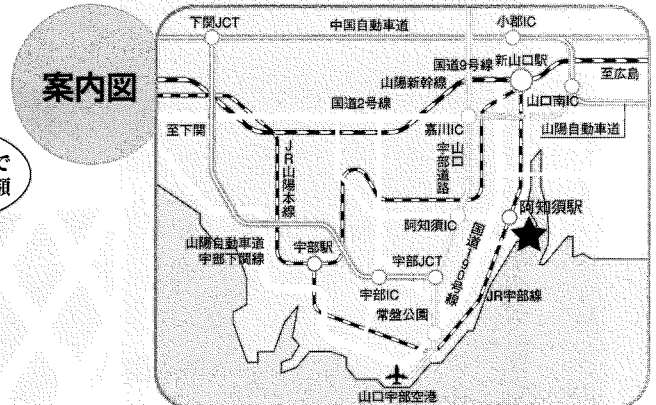 案内図
で
願
下関JCT
中国自動車道
小郡IC
国道9号線
新山口駅
至広島
山陽新幹線
国道2号線
山口南IC
至下関
嘉川IC
山陽自動車道
JR山陽本線
山口宇部道路
阿知須駅
阿知須IC
国道190号線
山陽自動車道
宇部下関線
宇部駅
宇部JCT
宇部IC
JR宇部線
常盤公園
山口宇部空港